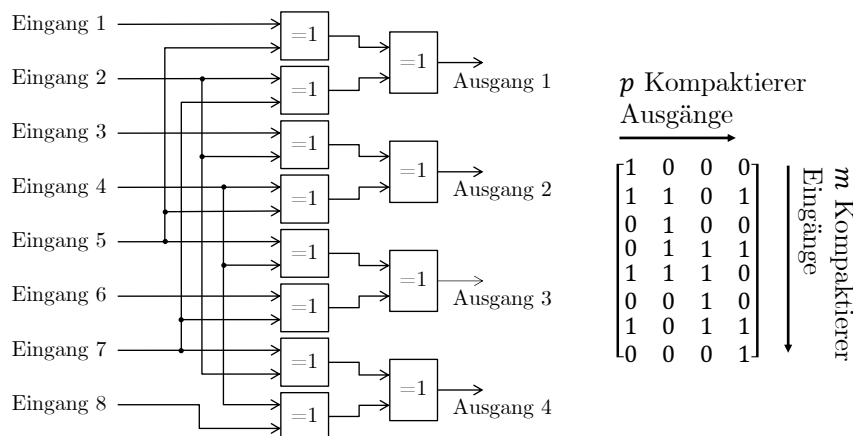 Eingang 1
=1
=1
Ausgang 1
Eingang 2
=1
Eingang 3
=1
=1
Ausgang 2
Eingang 4
=1
Eingang 5
=1
=1
Ausgang 3
Eingang 6
=1
Eingang 7
=1
=1
Ausgang 4
Eingang 8
=1
p Kompaktierer
Ausgänge
1 0 0 0
1 1 0 1
0 1 0 0
0 1 1 1
1 1 1 0
0 0 1 0
1 0 1 1
0 0 0 1
m Kompaktierer
Eingänge